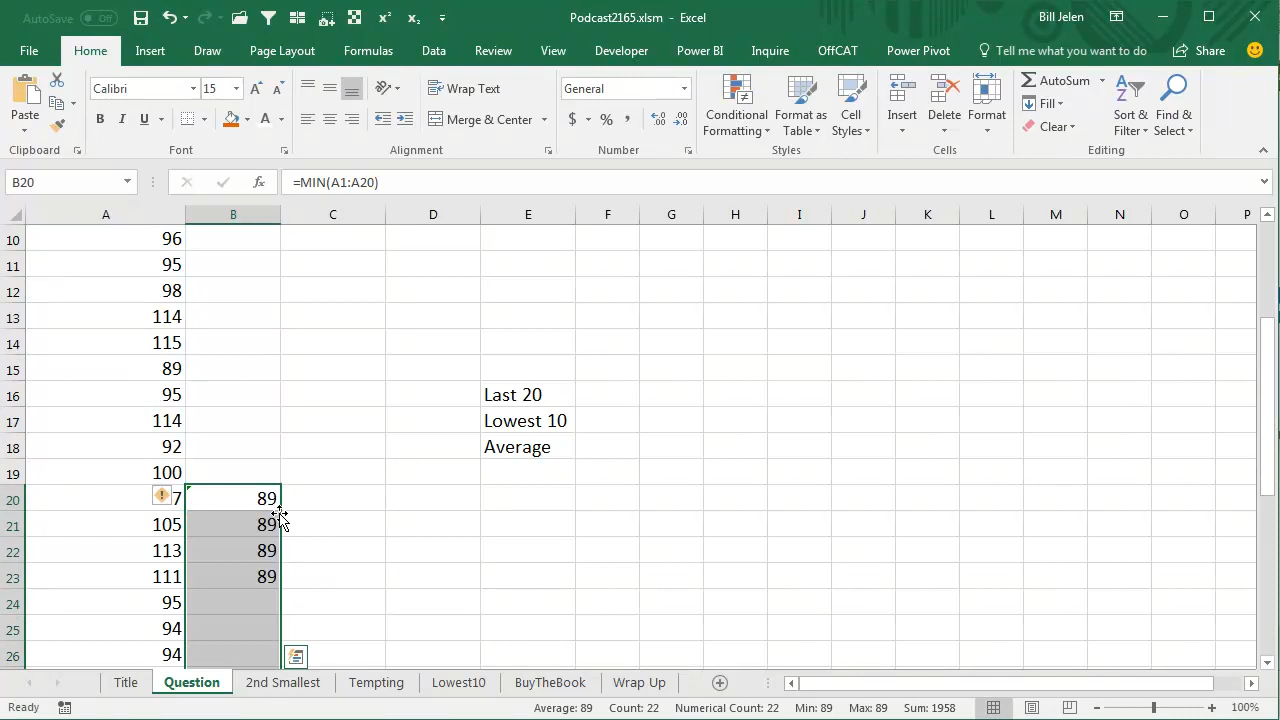 AutoSave Off Podcast2165.xlsm - Excel Bill Jelen
File Home Insert Draw Page Layout Formulas Data Review View Developer Power BI Inquire OffCAT Power Pivot Tell me what you want to do Share
Paste Calibri 15 Wrap Text General Conditional Format as Cell Insert Delete Format AutoSum Sort & Find &
B I U Merge & Center $ % , Formatting Table Styles Fill Filter Select
Clear
Clipboard Font Alignment Number Styles Cells Editing
B20 fx =MIN(A1:A20)
A B C D E F G H I J K L M N O P
10 96
11 95
12 98
13 114
14 115
15 89
16 95 Last 20
17 114 Lowest 10
18 92 Average
19 100
20 7 89
21 105 89
22 113 89
23 111 89
24 95
25 94
26 94
Title Question 2nd Smallest Tempting Lowest10 BuyTheBook Wrap Up
Ready Average: 89 Count: 22 Numerical Count: 22 Min: 89 Max: 89 Sum: 1958 100%